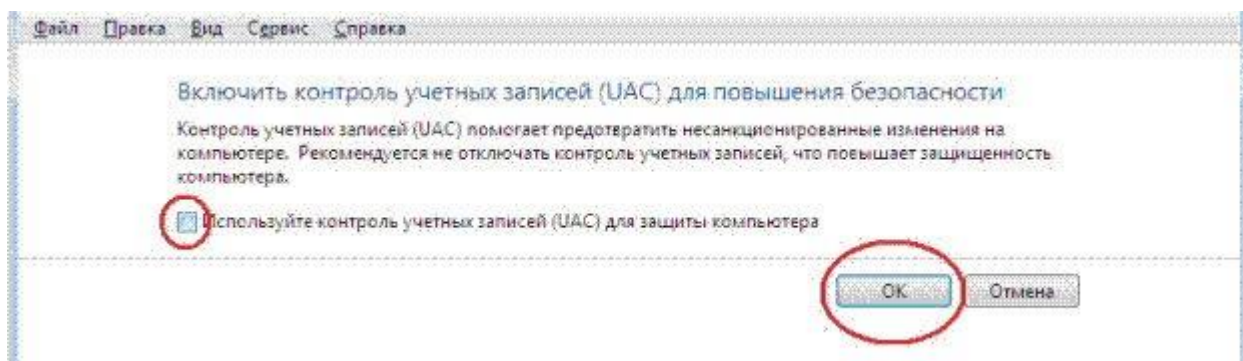 Файл Правка Вид Сервис Справка
Включить контроль учетных записей (UAC) для повышения безопасности
Контроль учетных записей (UAC) помогает предотвратить несанкционированные изменения на
компьютере. Рекомендуется не отключать контроль учетных записей, что повышает защищенность
компьютера.
Используйте контроль учетных записей (UAC) для защиты компьютера
OK Отмена